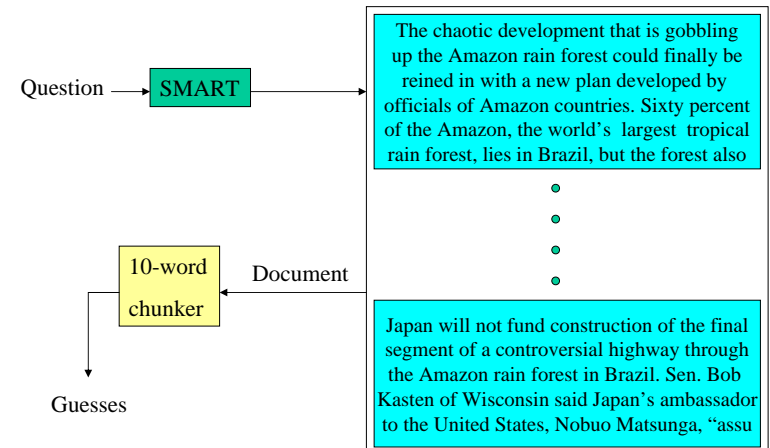 Question
SMART
The chaotic development that is gobbling
up the Amazon rain forest could finally be
reined in with a new plan developed by
officials of Amazon countries. Sixty percent
of the Amazon, the world's largest tropical
rain forest, lies in Brazil, but the forest also
10-word
chunker
Document
Guesses
Japan will not fund construction of the final
segment of a controversial highway through
the Amazon rain forest in Brazil. Sen. Bob
Kasten of Wisconsin said Japan's ambassador
to the United States, Nobuo Matsunga, “assu